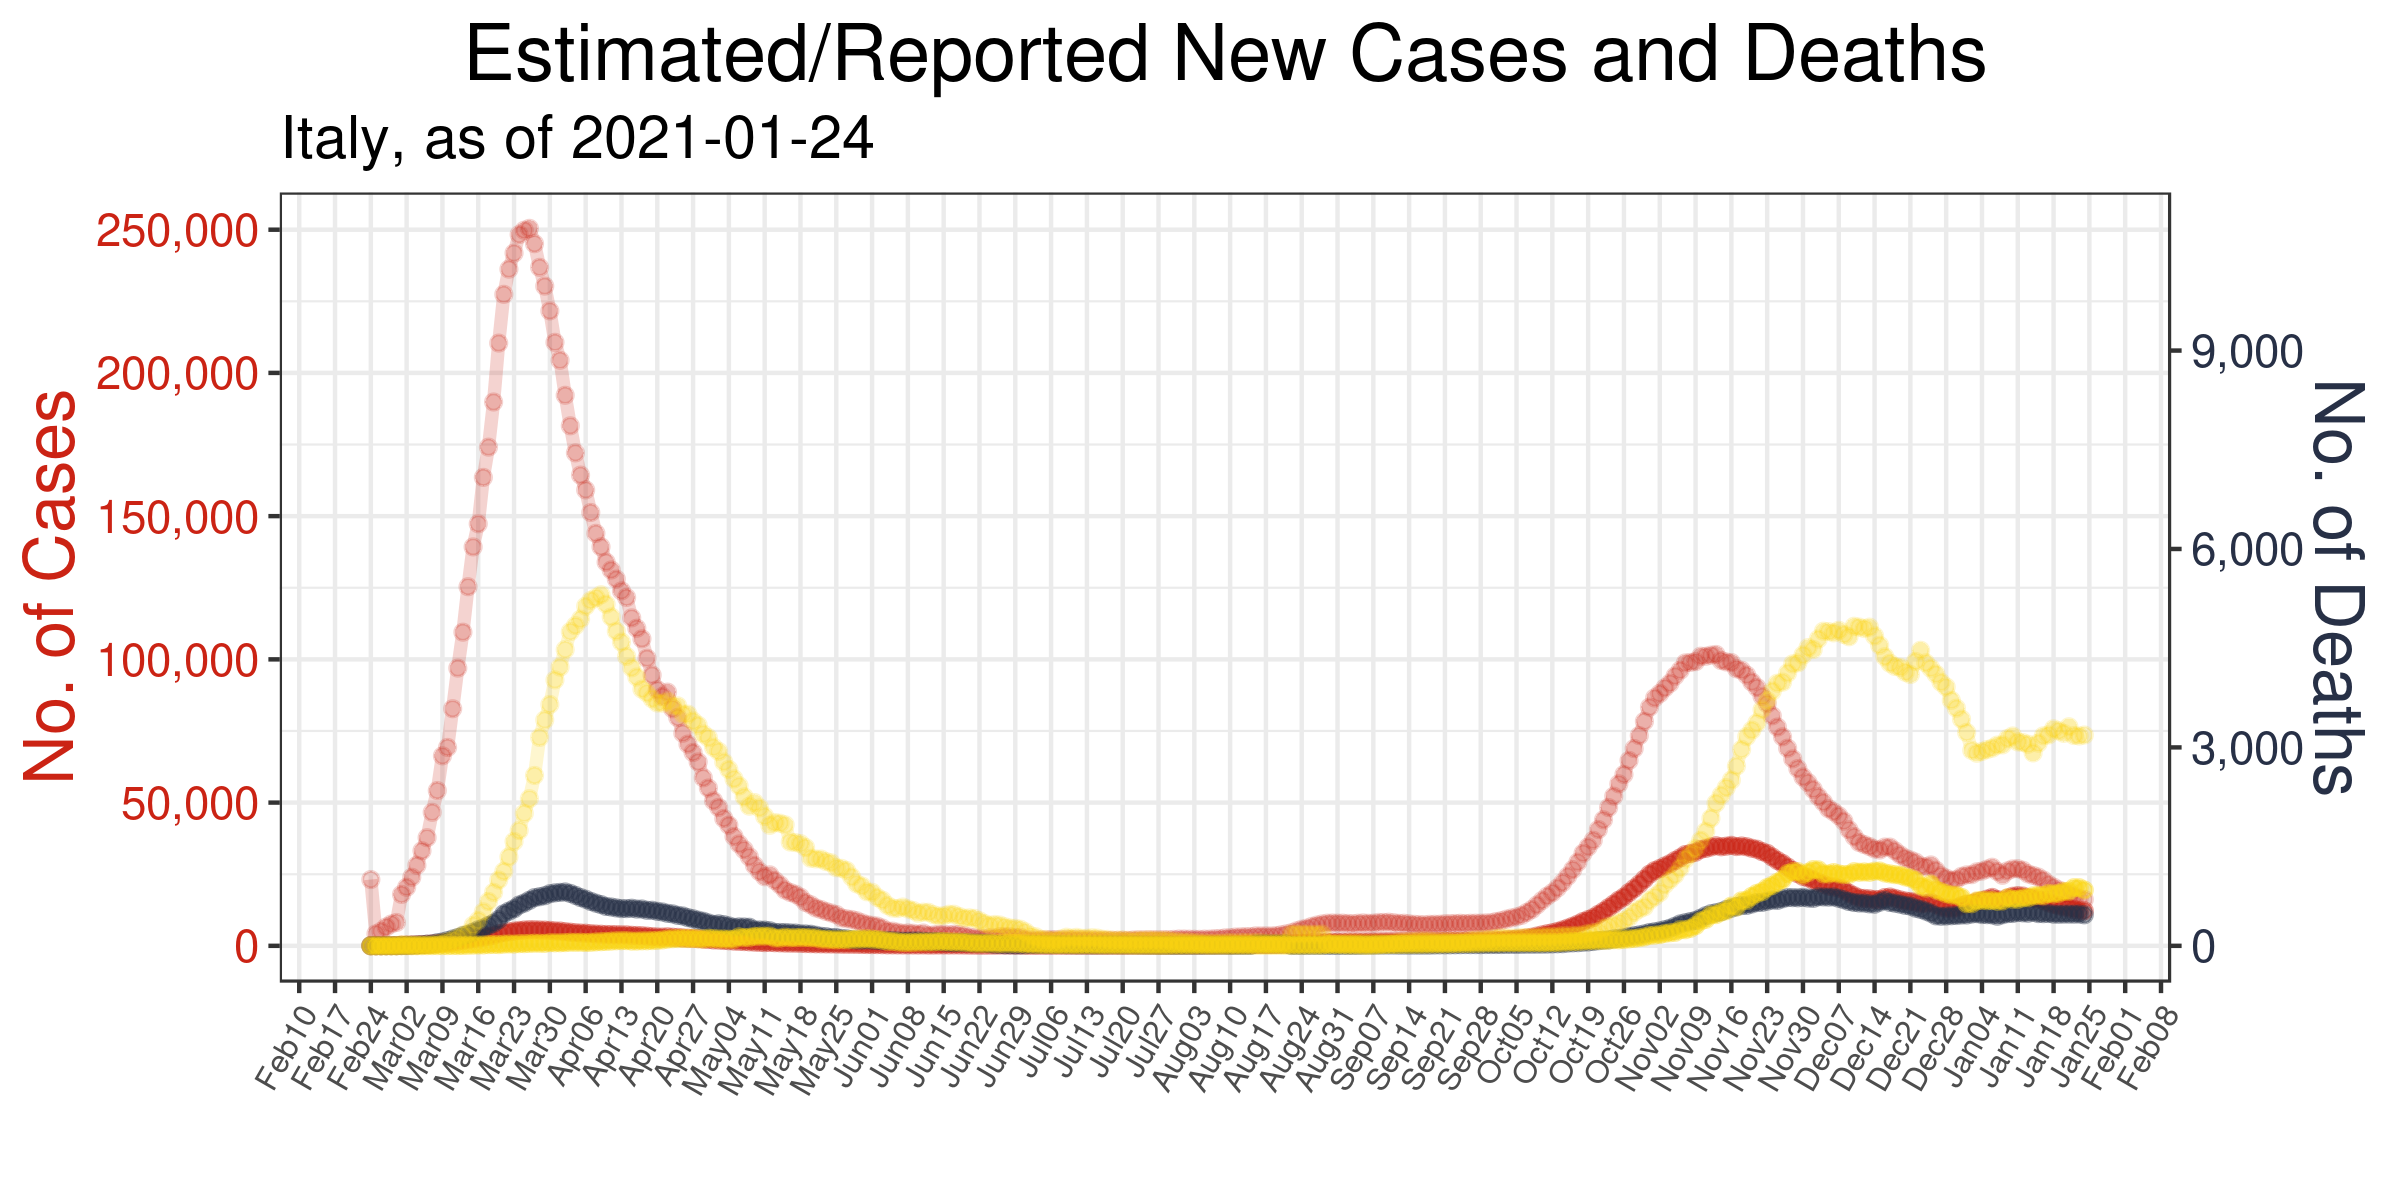 Estimated/Reported New Cases and Deaths
Italy, as of 2021-01-24
No. of Cases
250,000
200,000
150,000
100,000
50,000
0
9,000
6,000
3,000
0
No. of Deaths
Feb10
Feb17
Feb24
Mar02
Mar09
Mar16
Mar23
Mar30
Apr06
Apr13
Apr20
Apr27
May04
May11
May18
May25
Jun01
Jun08
Jun15
Jun22
Jun29
Jul06
Jul13
Jul20
Jul27
Aug03
Aug10
Aug17
Aug24
Aug31
Sep07
Sep14
Sep21
Sep28
Oct05
Oct12
Oct19
Oct26
Nov02
Nov09
Nov16
Nov23
Nov30
Dec07
Dec14
Dec21
Dec28
Jan04
Jan11
Jan18
Jan25
Feb01
Feb08